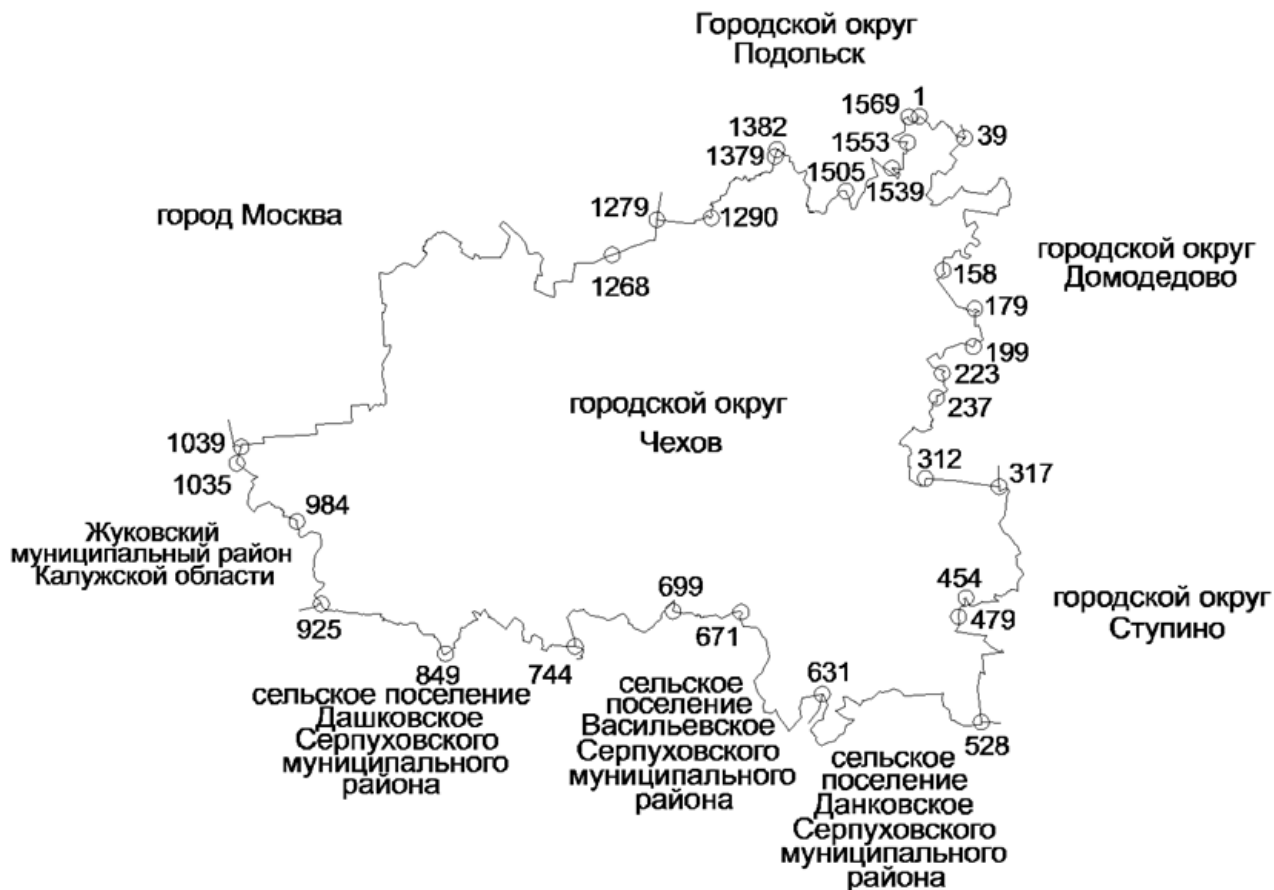 Городской округ
Подольск
1569
1
39
1553
1382
1379
1505
1539
город Москва
1279
1290
1268
городской округ
Домодедово
158
179
199
223
237
городской округ
Чехов
1039
1035
312
317
984
Жуковский
муниципальный район
Калужской области
925
699
671
454
479
городской округ
Ступино
849
744
631
528
сельское поселение
Дашковское
Серпуховского
муниципального
района
сельское
поселение
Васильевское
Серпуховского
муниципального
района
сельское
поселение
Данковское
Серпуховского
муниципального
района